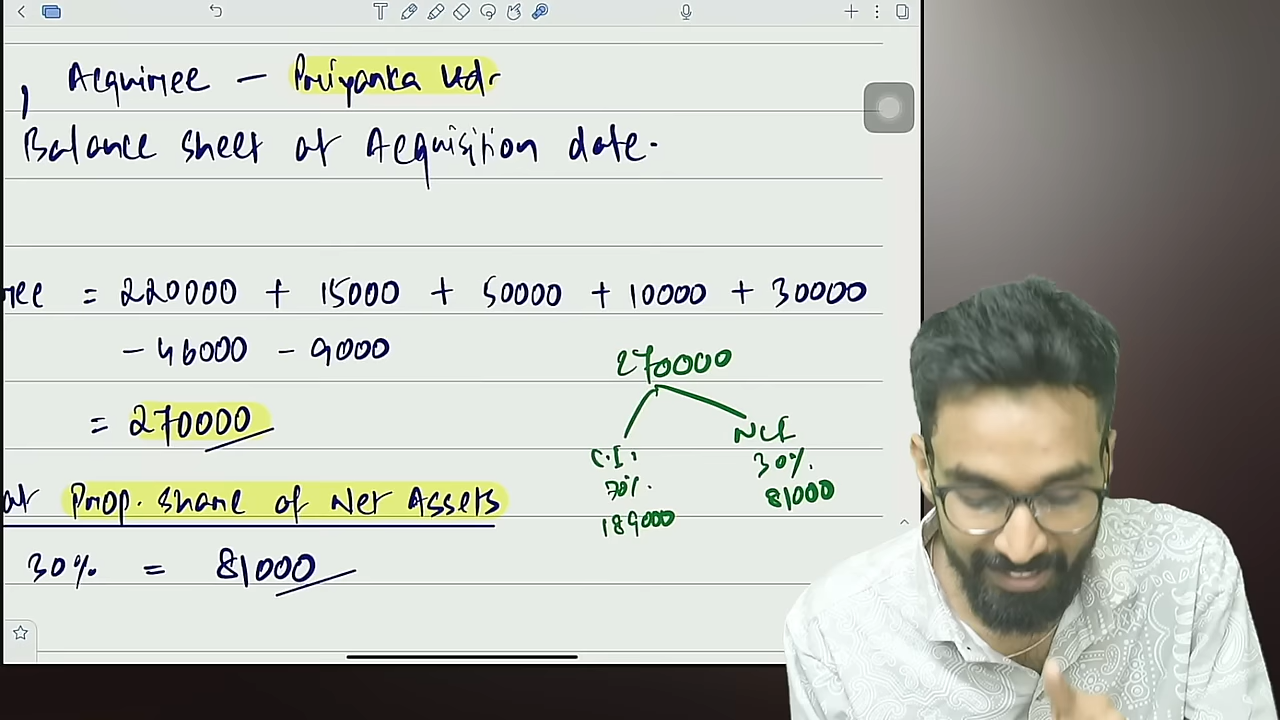 , Acquiree - Priyanka Ltd.
Balance Sheet at Acquisition date.
ree = 220000 + 15000 + 50000 + 10000 + 30000
- 46000 - 9000
= 270000
270000
C.I. NCI
70%. 30%.
189000 81000
at Prop. Share of Net Assets
30% = 81000